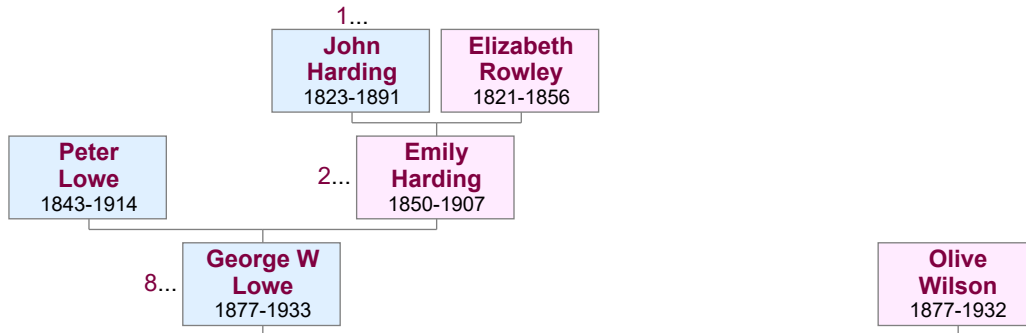 1...
John
Harding
1823-1891
Elizabeth
Rowley
1821-1856
Peter
Lowe
1843-1914
2...
Emily
Harding
1850-1907
8...
George W
Lowe
1877-1933
Olive
Wilson
1877-1932